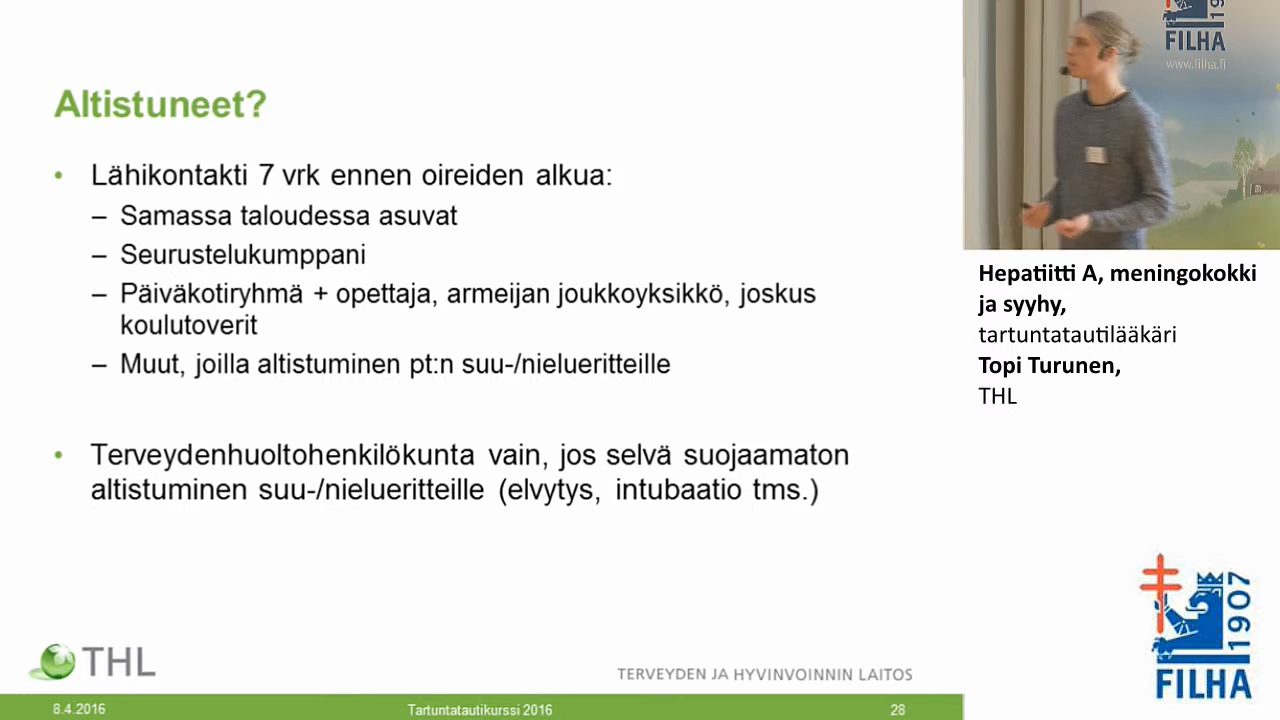 Altistuneet?
• Lähikontakti 7 vrk ennen oireiden alkua:
– Samassa taloudessa asuvat
– Seurustelukumppani
– Päiväkotiryhmä + opettaja, armeijan joukkoyksikkö, joskus
koulutoverit
– Muut, joilla altistuminen pt:n suu-/nielueritteille
• Terveydenhuoltohenkilökunta vain, jos selvä suojaamaton
altistuminen suu-/nielueritteille (elvytys, intubaatio tms.)
THL
TERVEYDEN JA HYVINVOINNIN LAITOS
8.4.2016
Tartuntatautikurssi 2016
28
FILHA
www.filha.fi
Hepatiitti A, meningokokki
ja syyhy,
tartuntatautilääkäri
Topi Turunen,
THL
1907
FILHA